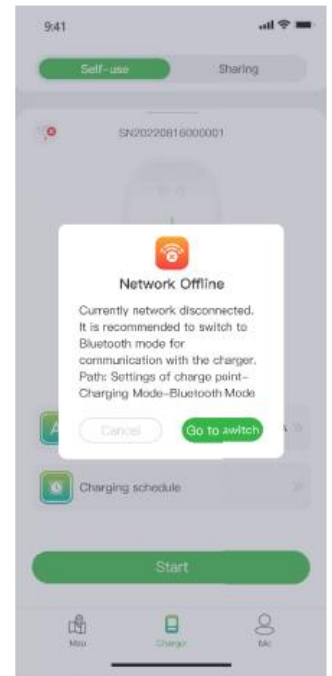 9:41
Self-use Sharing
SN20220816000001
Network Offline
Currently network disconnected.
It is recommended to switch to
Bluetooth mode for
communication with the charger.
Path: Settings of charge point-
Charging Mode-Bluetooth Mode
Cancel Go to awitch
A A
Charging schedule
Start
Map Charger Me